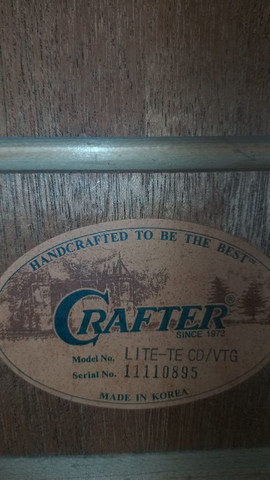 HANDCRAFTED TO BE THE BEST™
CRAFTER®
SINCE 1972
Model No. LITE-TE CD/VTG
Serial No. 11110895
MADE IN KOREA